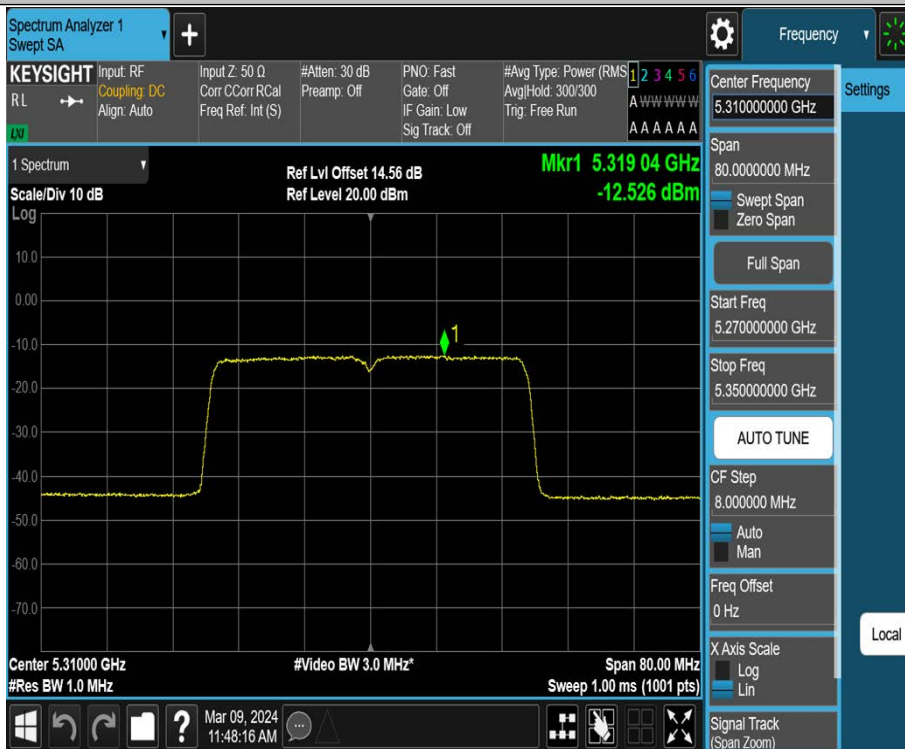 Spectrum Analyzer 1
Swept SA
Frequency
KEYSIGHT
R L
LXI
Input: RF
Coupling: DC
Align: Auto
Input Z: 50 Ω
Corr CCorr RCal
Freq Ref: Int (S)
#Atten: 30 dB
Preamp: Off
PNO: Fast
Gate: Off
IF Gain: Low
Sig Track: Off
#Avg Type: Power (RMS
Avg|Hold: 300/300
Trig: Free Run
1 2 3 4 5 6
A W W W W W
A A A A A A
1 Spectrum
Scale/Div 10 dB
Log
Ref Lvl Offset 14.56 dB
Ref Level 20.00 dBm
Mkr1 5.319 04 GHz
-12.526 dBm
10.0
0.00
-10.0
-20.0
-30.0
-40.0
-50.0
-60.0
-70.0
1
Center 5.31000 GHz
#Res BW 1.0 MHz
#Video BW 3.0 MHz*
Span 80.00 MHz
Sweep 1.00 ms (1001 pts)
?
Mar 09, 2024
11:48:16 AM
Center Frequency
5.310000000 GHz
Span
80.0000000 MHz
Swept Span
Zero Span
Full Span
Start Freq
5.270000000 GHz
Stop Freq
5.350000000 GHz
AUTO TUNE
CF Step
8.000000 MHz
Auto
Man
Freq Offset
0 Hz
X Axis Scale
Log
Lin
Signal Track
(Span Zoom)
Settings
Local